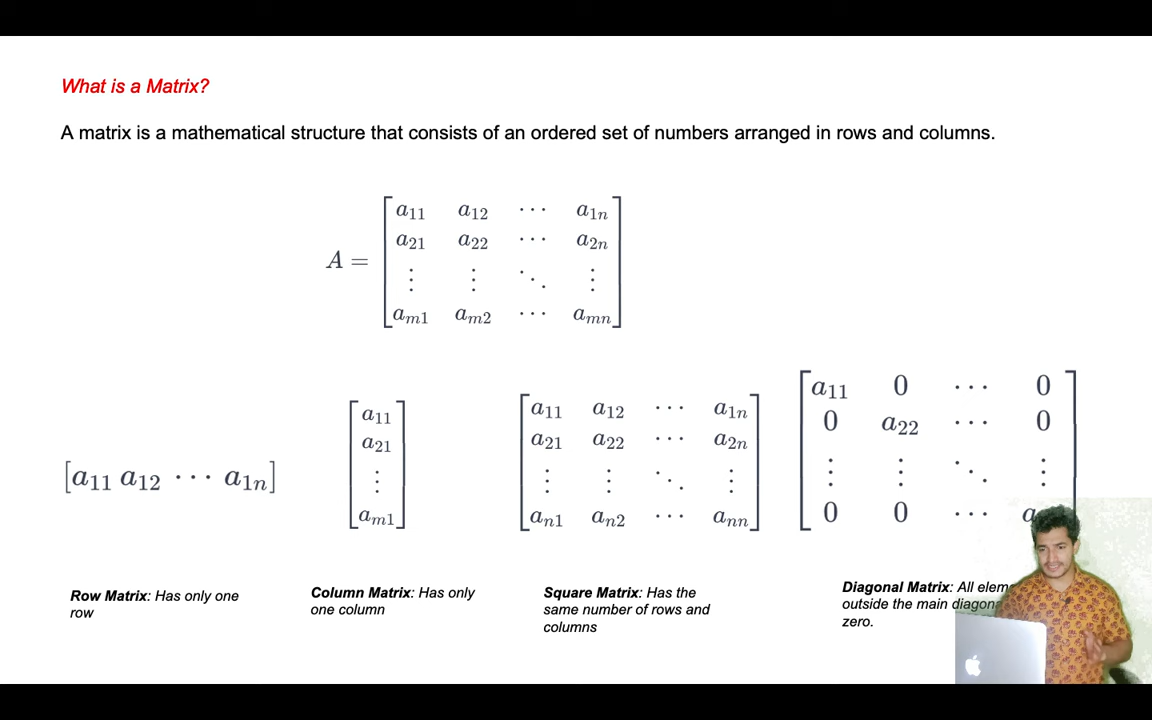 What is a Matrix?
A matrix is a mathematical structure that consists of an ordered set of numbers arranged in rows and columns.
a11 a12 ⋯ a1n
a21 a22 ⋯ a2n
A =
⋮ ⋮ ⋱ ⋮
am1 am2 ⋯ amn
[a11 a12 ⋯ a1n]
a11
a21
⋮
am1
a11 a12 ⋯ a1n
a21 a22 ⋯ a2n
⋮ ⋮ ⋱ ⋮
an1 an2 ⋯ ann
a11 0 ⋯ 0
0 a22 ⋯ 0
⋮ ⋮ ⋱ ⋮
0 0 ⋯
Row Matrix: Has only one
row
Column Matrix: Has only
one column
Square Matrix: Has the
same number of rows and
columns
Diagonal Matrix: All
outside the main
zero.